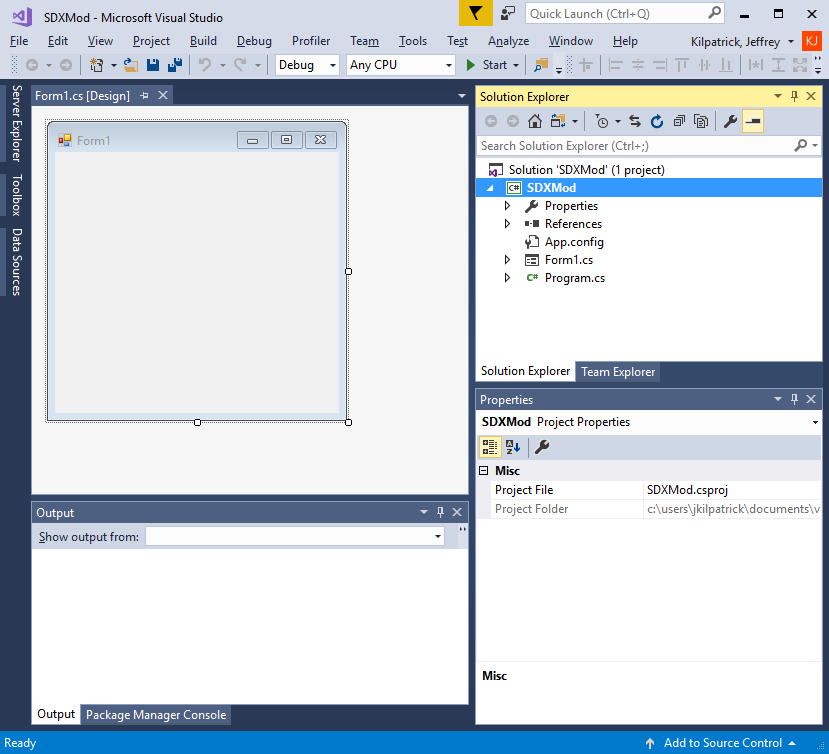 SDXMod - Microsoft Visual Studio
Quick Launch (Ctrl+Q)
File Edit View Project Build Debug Profiler Team Tools Test Analyze Window Help Kilpatrick, Jeffrey KJ
Debug Any CPU Start
Server Explorer
Toolbox
Data Sources
Form1.cs [Design]
Form1
Solution Explorer
Search Solution Explorer (Ctrl+;)
Solution 'SDXMod' (1 project)
C# SDXMod
Properties
References
App.config
Form1.cs
C# Program.cs
Solution Explorer Team Explorer
Properties
SDXMod Project Properties
Misc
Project File SDXMod.csproj
Project Folder c:\users\jkilpatrick\documents\v
Misc
Output
Show output from:
Output Package Manager Console
Ready Add to Source Control